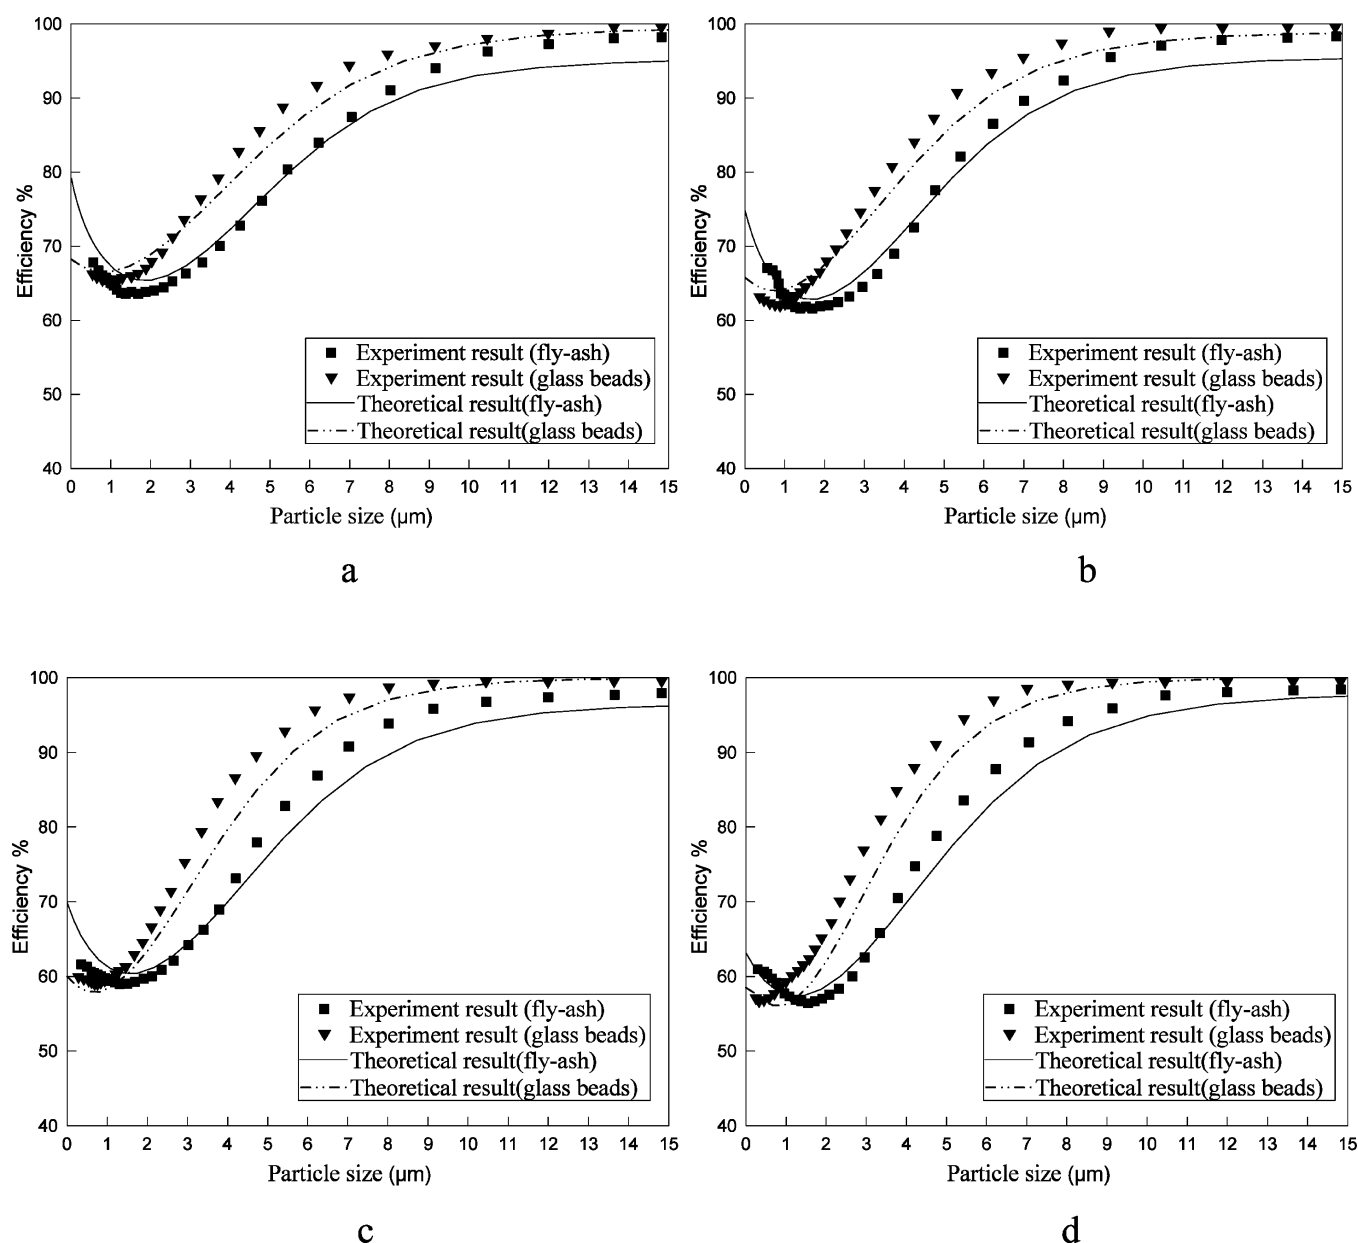 100
90
80
70
60
50
40
Efficiency %
Experiment result (fly-ash)
Experiment result (glass beads)
Theoretical result(fly-ash)
Theoretical result(glass beads)
0 1 2 3 4 5 6 7 8 9 10 11 12 13 14 15
Particle size (μm)
a
100
90
80
70
60
50
40
Efficiency %
Experiment result (fly-ash)
Experiment result (glass beads)
Theoretical result(fly-ash)
Theoretical result(glass beads)
0 1 2 3 4 5 6 7 8 9 10 11 12 13 14 15
Particle size (μm)
b
100
90
80
70
60
50
40
Efficiency %
Experiment result (fly-ash)
Experiment result (glass beads)
Theoretical result(fly-ash)
Theoretical result(glass beads)
0 1 2 3 4 5 6 7 8 9 10 11 12 13 14 15
Particle size (μm)
c
100
90
80
70
60
50
40
Efficiency %
Experiment result (fly-ash)
Experiment result (glass beads)
Theoretical result(fly-ash)
Theoretical result(glass beads)
0 1 2 3 4 5 6 7 8 9 10 11 12 13 14 15
Particle size (μm)
d